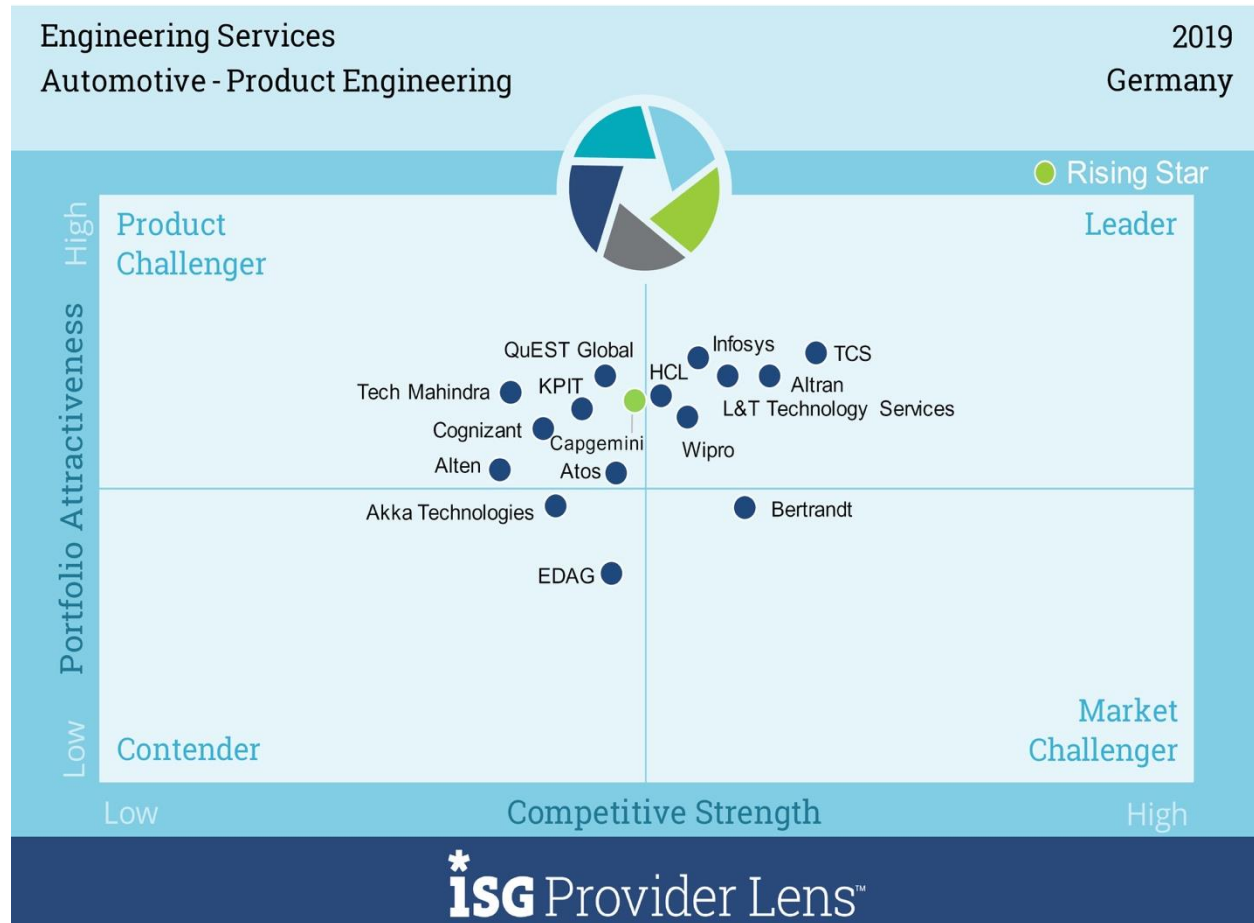 Engineering Services
Automotive - Product Engineering
2019
Germany
Rising Star
High
Portfolio Attractiveness
Low
Product
Challenger
Leader
QuEST Global
Infosys
TCS
Tech Mahindra
KPIT
HCL
Altran
L&T Technology Services
Cognizant
Capgemini
Wipro
Alten
Atos
Akka Technologies
Bertrandt
EDAG
Contender
Market
Challenger
Low
Competitive Strength
High
ISG Provider Lens™